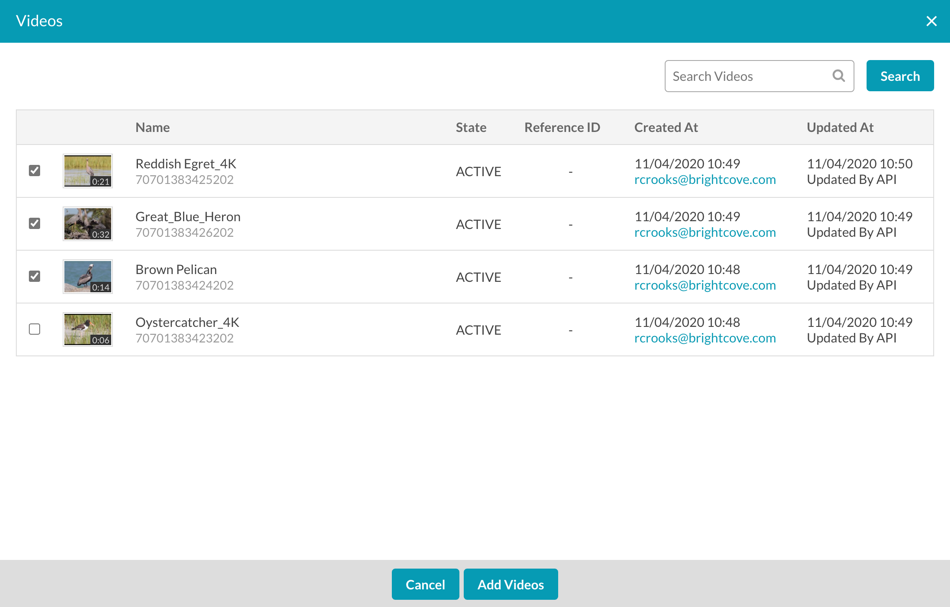 Videos
Search Videos
Search
Name State Reference ID Created At Updated At
Reddish Egret_4K ACTIVE - 11/04/2020 10:49 11/04/2020 10:50
0:21 70701383425202 rcrooks@brightcove.com Updated By API
Great_Blue_Heron ACTIVE - 11/04/2020 10:49 11/04/2020 10:49
0:32 70701383426202 rcrooks@brightcove.com Updated By API
Brown Pelican ACTIVE - 11/04/2020 10:48 11/04/2020 10:49
0:14 70701383424202 rcrooks@brightcove.com Updated By API
Oystercatcher_4K ACTIVE - 11/04/2020 10:48 11/04/2020 10:49
0:06 70701383423202 rcrooks@brightcove.com Updated By API
Cancel Add Videos